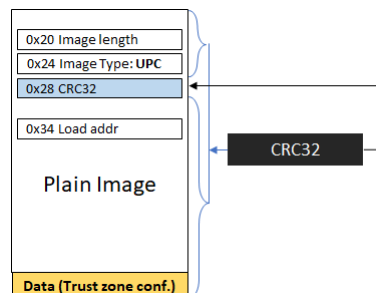 0x20 Image length
0x24 Image Type: UPC
0x28 CRC32
CRC32
0x34 Load addr
Plain Image
Data (Trust zone conf.)